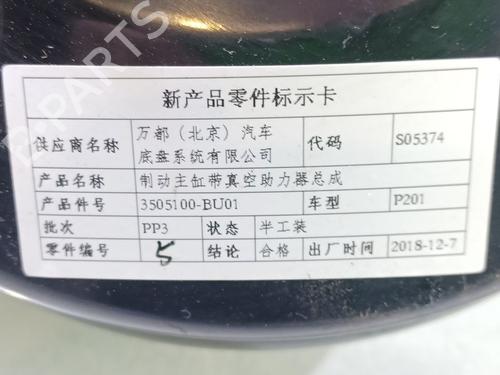 新产品零件标示卡
供应商名称 万都（北京）汽车底盘系统有限公司 代码 S05374
产品名称 制动主缸带真空助力器总成
产品件号 3505100-BU01 车型 P201
批次 PP3 状态 半工装
零件编号 5 结论 合格 出厂时间 2018-12-7
B PARTS